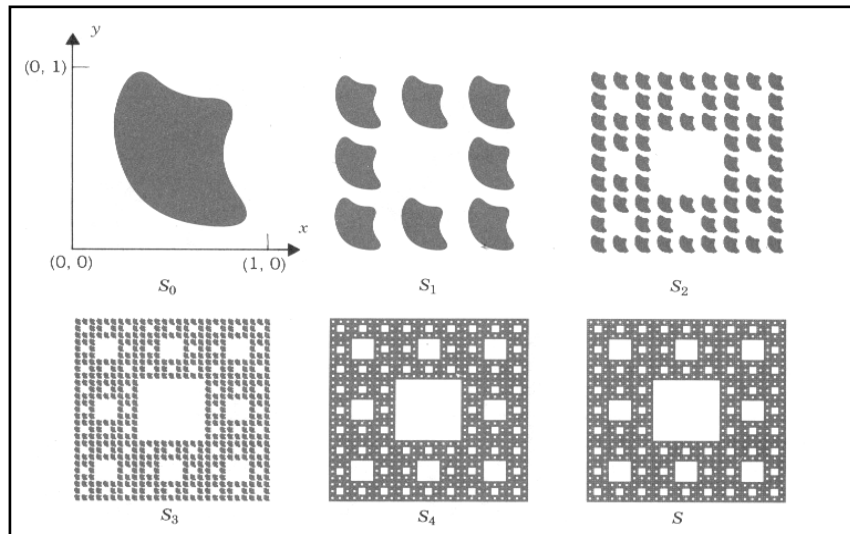 y
(0, 1)
x
(0, 0)
(1, 0)
S₀
S₁
S₂
S₃
S₄
S